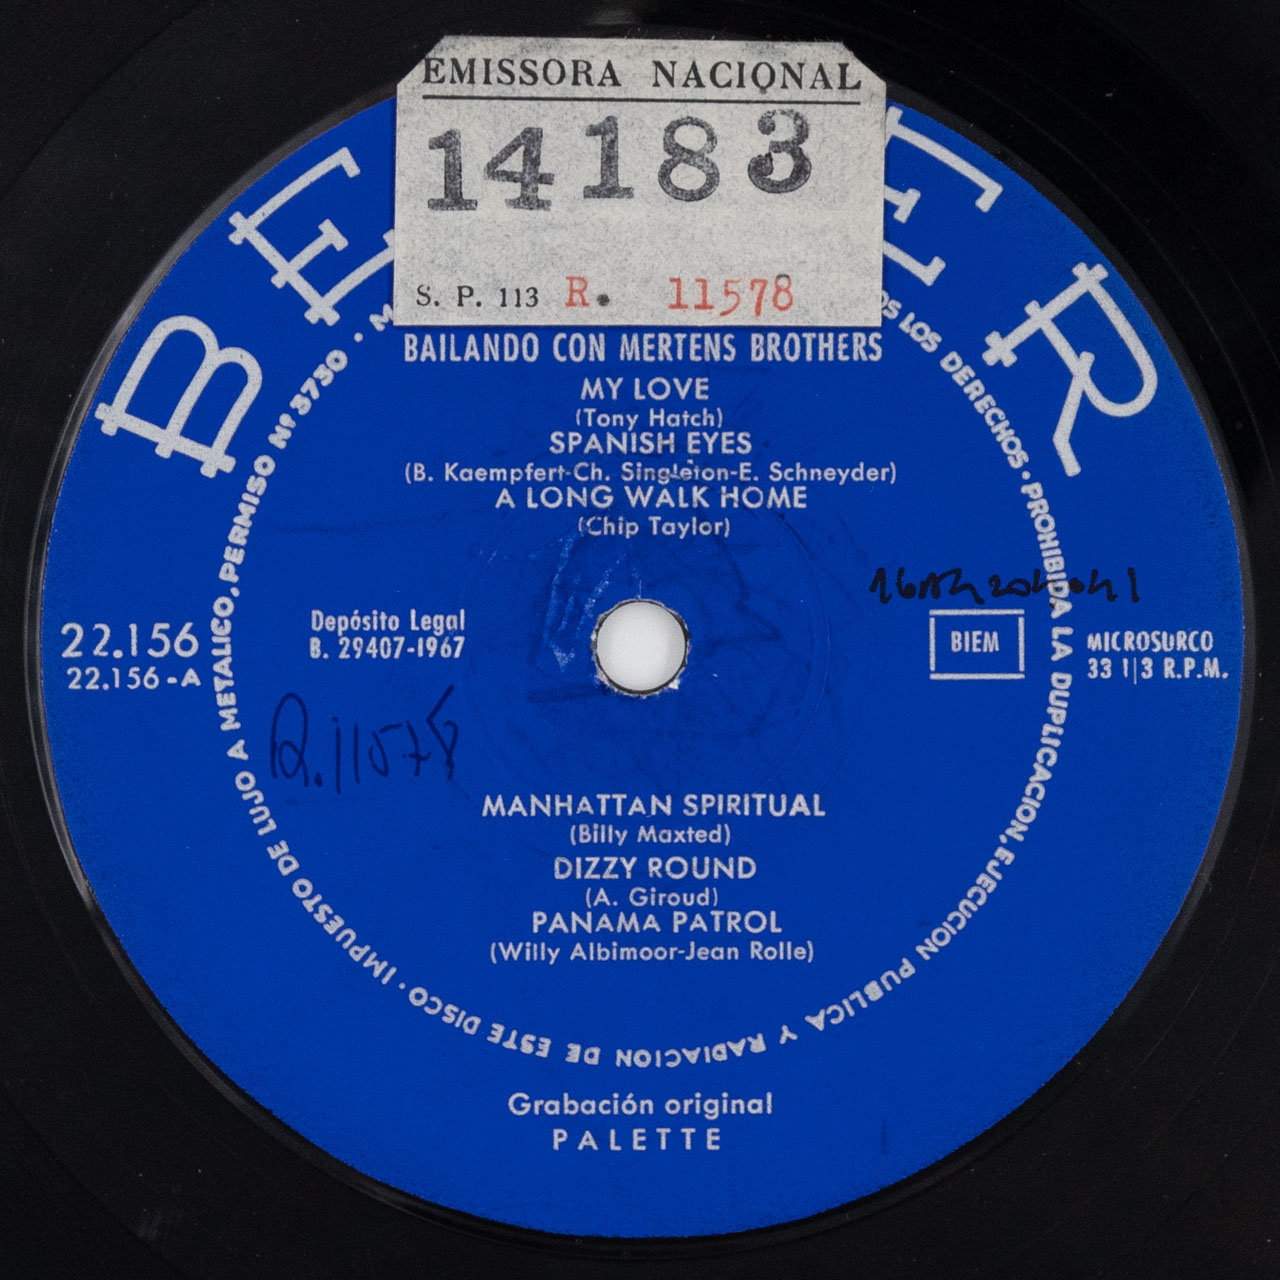 EMISSORA NACIONAL
14183
S. P. 113 R. 11578
BE
ER
BAILANDO CON MERTENS BROTHERS
MY LOVE
(Tony Hatch)
SPANISH EYES
(B. Kaempfert-Ch. Singleton-E. Schneyder)
A LONG WALK HOME
(Chip Taylor)
22.156
22.156-A
Depósito Legal
B. 29407-1967
BIEM
MICROSURCO
33 1|3 R.P.M.
R.11578
MANHATTAN SPIRITUAL
(Billy Maxted)
DIZZY ROUND
(A. Giroud)
PANAMA PATROL
(Willy Albimoor-Jean Rolle)
Grabación original
PALETTE
LOS DERECHOS · PROHIBIDA LA DUPLICACION, EJECUCION PUBLICA Y RADIACION DE ESTE DISCO · IMPUESTO DE LUJO A METALICO, PERMISO Nº 3730 ·